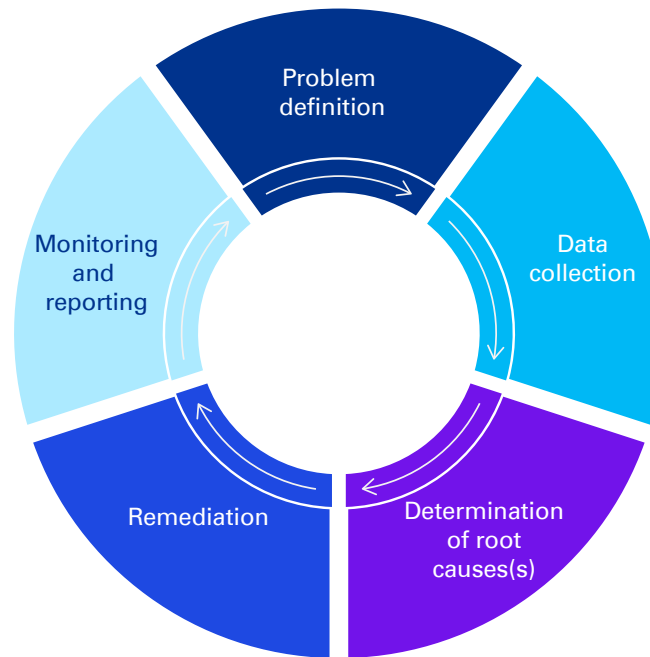 Problem
definition
Data
collection
Determination
of root
causes(s)
Remediation
Monitoring
and
reporting